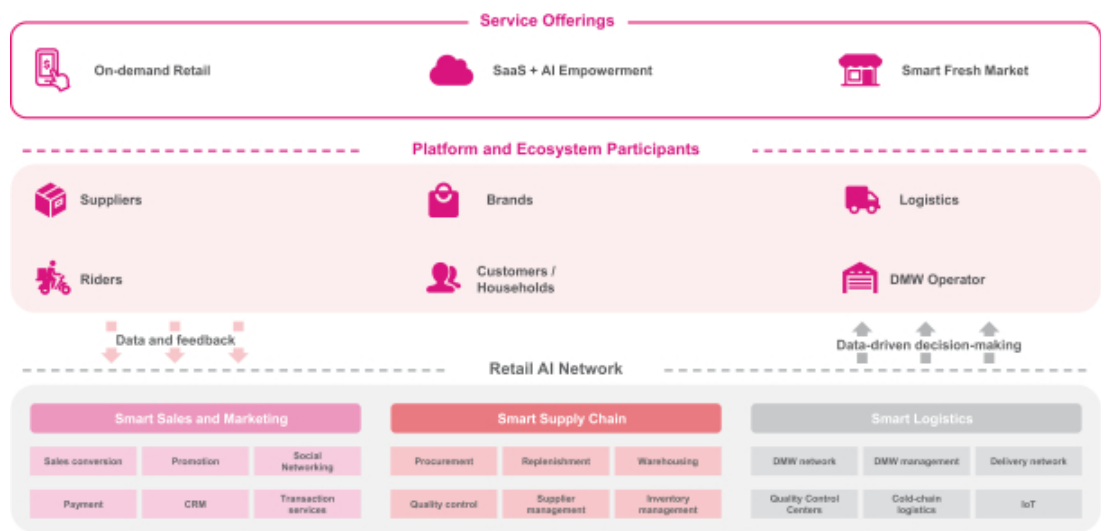 Service Offerings
On-demand Retail
SaaS + AI Empowerment
Smart Fresh Market
Platform and Ecosystem Participants
Suppliers
Brands
Logistics
Riders
Customers /
Households
DMW Operator
Data and feedback
Data-driven decision-making
Retail AI Network
Smart Sales and Marketing
Smart Supply Chain
Smart Logistics
Sales conversion
Promotion
Social
Networking
Procurement
Replenishment
Warehousing
DMW network
DMW management
Delivery network
Payment
CRM
Transaction
services
Quality control
Supplier
management
Inventory
management
Quality Control
Centers
Cold-chain
logistics
IoT